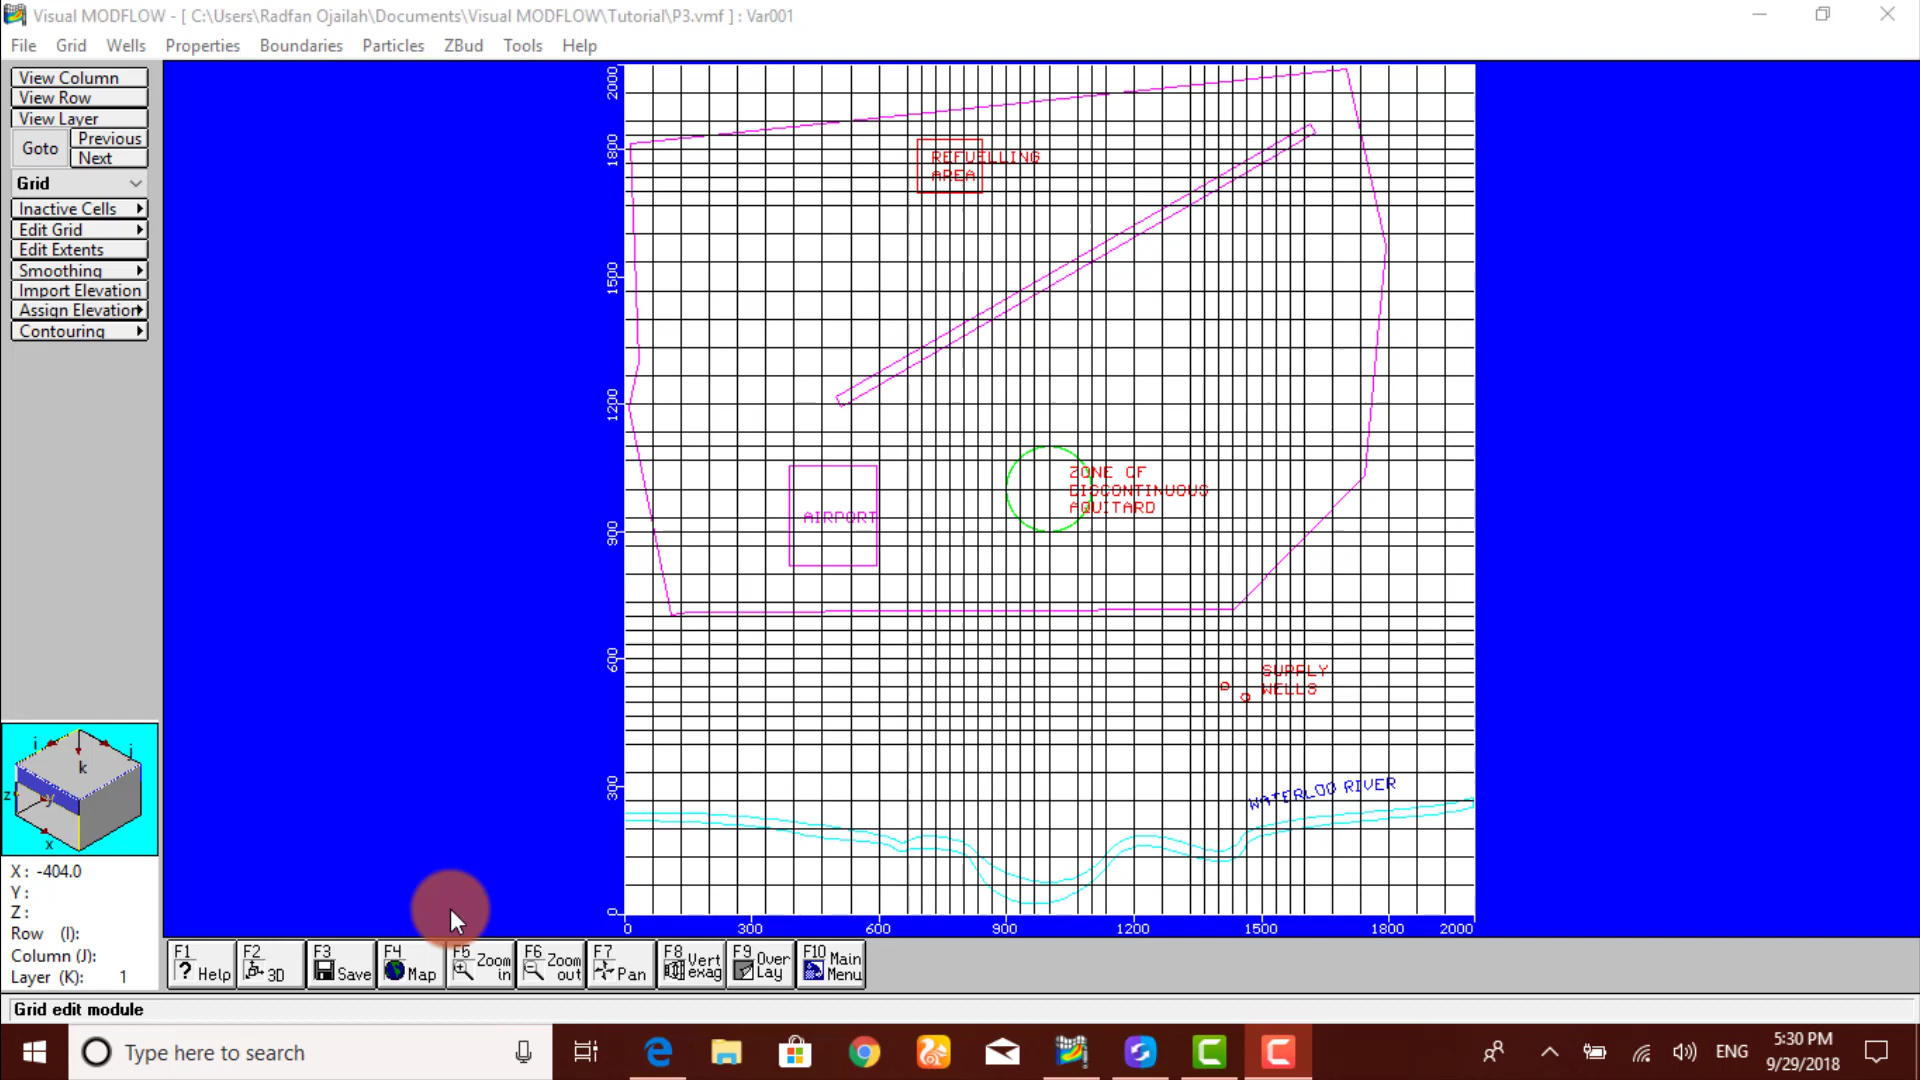 Visual MODFLOW - [ C:\Users\Radfan Ojailah\Documents\Visual MODFLOW\Tutorial\P3.vmf ] : Var001
File Grid Wells Properties Boundaries Particles ZBud Tools Help
View Column
View Row
View Layer
Goto Previous
Next
Grid
Inactive Cells
Edit Grid
Edit Extents
Smoothing
Import Elevation
Assign Elevation
Contouring
2000
1800
1500
1200
900
600
300
0
REFUELLING
AREA
ZONE OF
DISCONTINUOUS
AQUITARD
AIRPORT
SUPPLY
WELLS
WATERLOO RIVER
0 300 600 900 1200 1500 1800 2000
i j
k
z y
x
X : -404.0
Y :
Z :
Row (I):
Column (J):
Layer (K): 1
F1 ? Help
F2 3D
F3 Save
F4 Map
F5 Zoom in
F6 Zoom out
F7 Pan
F8 Vert exag
F9 Over Lay
F10 Main Menu
Grid edit module
Type here to search
ENG
5:30 PM
9/29/2018